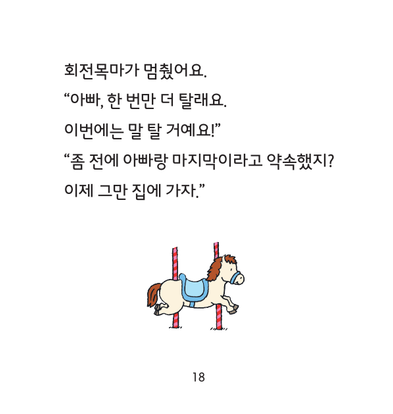 회전목마가 멈췄어요.
“아빠, 한 번만 더 탈래요.
이번에는 말 탈 거예요!”
“좀 전에 아빠랑 마지막이라고 약속했지?
이제 그만 집에 가자.”
18